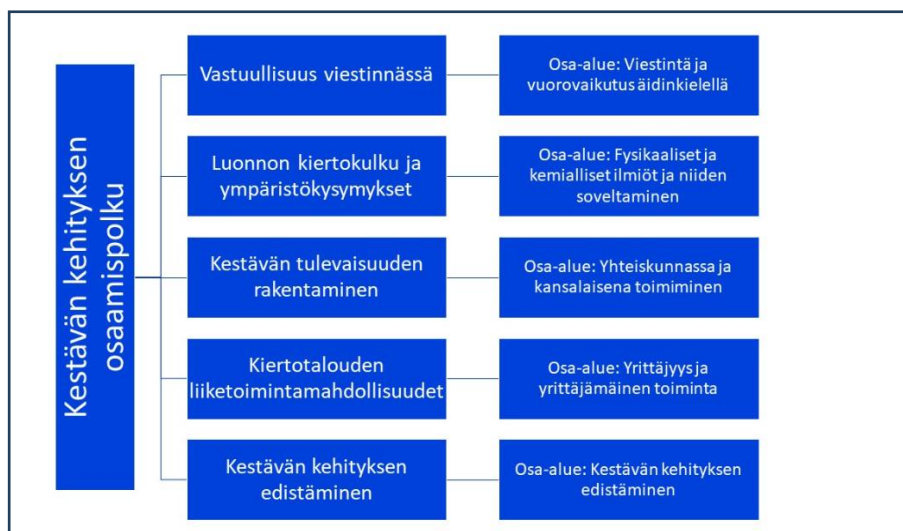 Kestävän kehityksen
osaamispolku
Vastuullisuus viestinnässä
Osa-alue: Viestintä ja
vuorovaikutus äidinkielellä
Luonnon kiertokulku ja
ympäristökysymykset
Osa-alue: Fysikaaliset ja
kemialliset ilmiöt ja niiden
soveltaminen
Kestävän tulevaisuuden
rakentaminen
Osa-alue: Yhteiskunnassa ja
kansalaisena toimiminen
Kiertotalouden
liiketoimintamahdollisuudet
Osa-alue: Yrittäjyys ja
yrittäjämäinen toiminta
Kestävän kehityksen
edistäminen
Osa-alue: Kestävän kehityksen
edistäminen